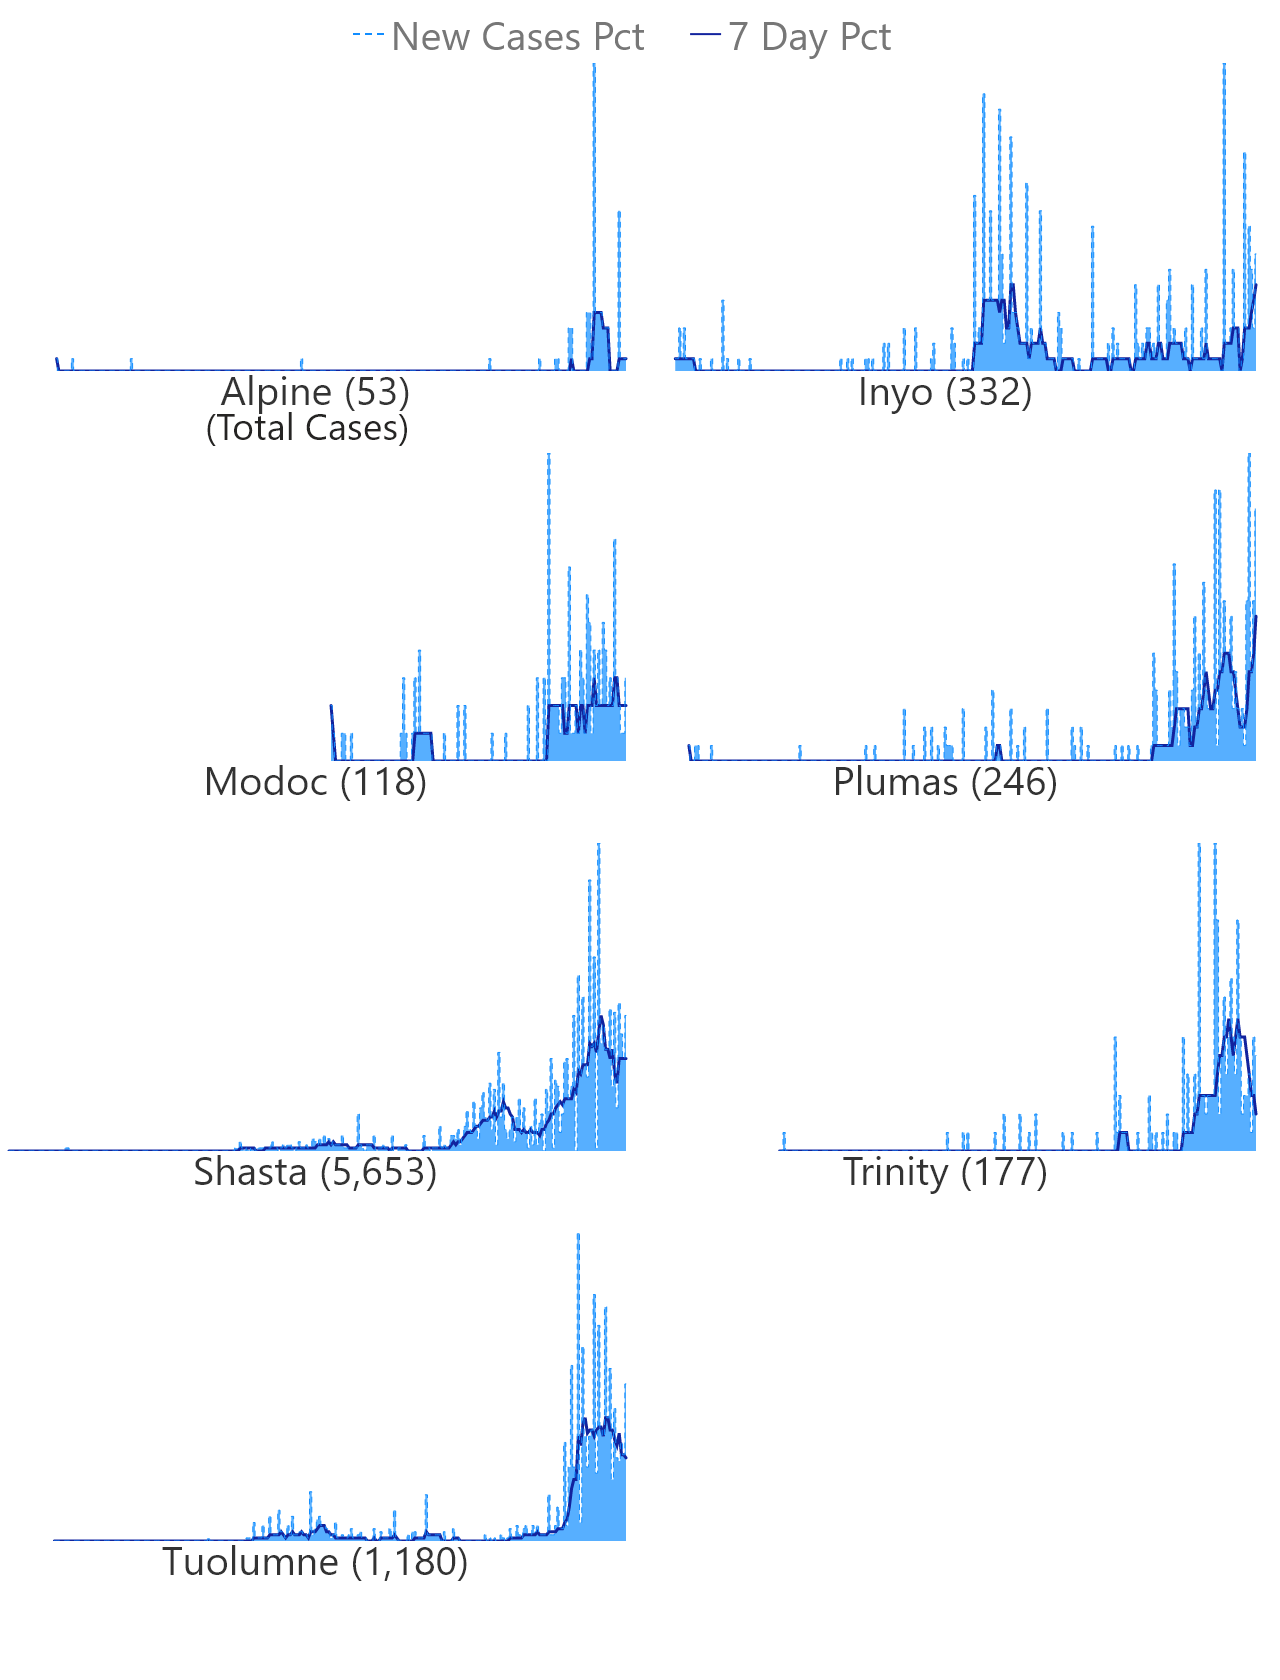 New Cases Pct 7 Day Pct
Alpine (53)
(Total Cases)
Inyo (332)
Modoc (118)
Plumas (246)
Shasta (5,653)
Trinity (177)
Tuolumne (1,180)